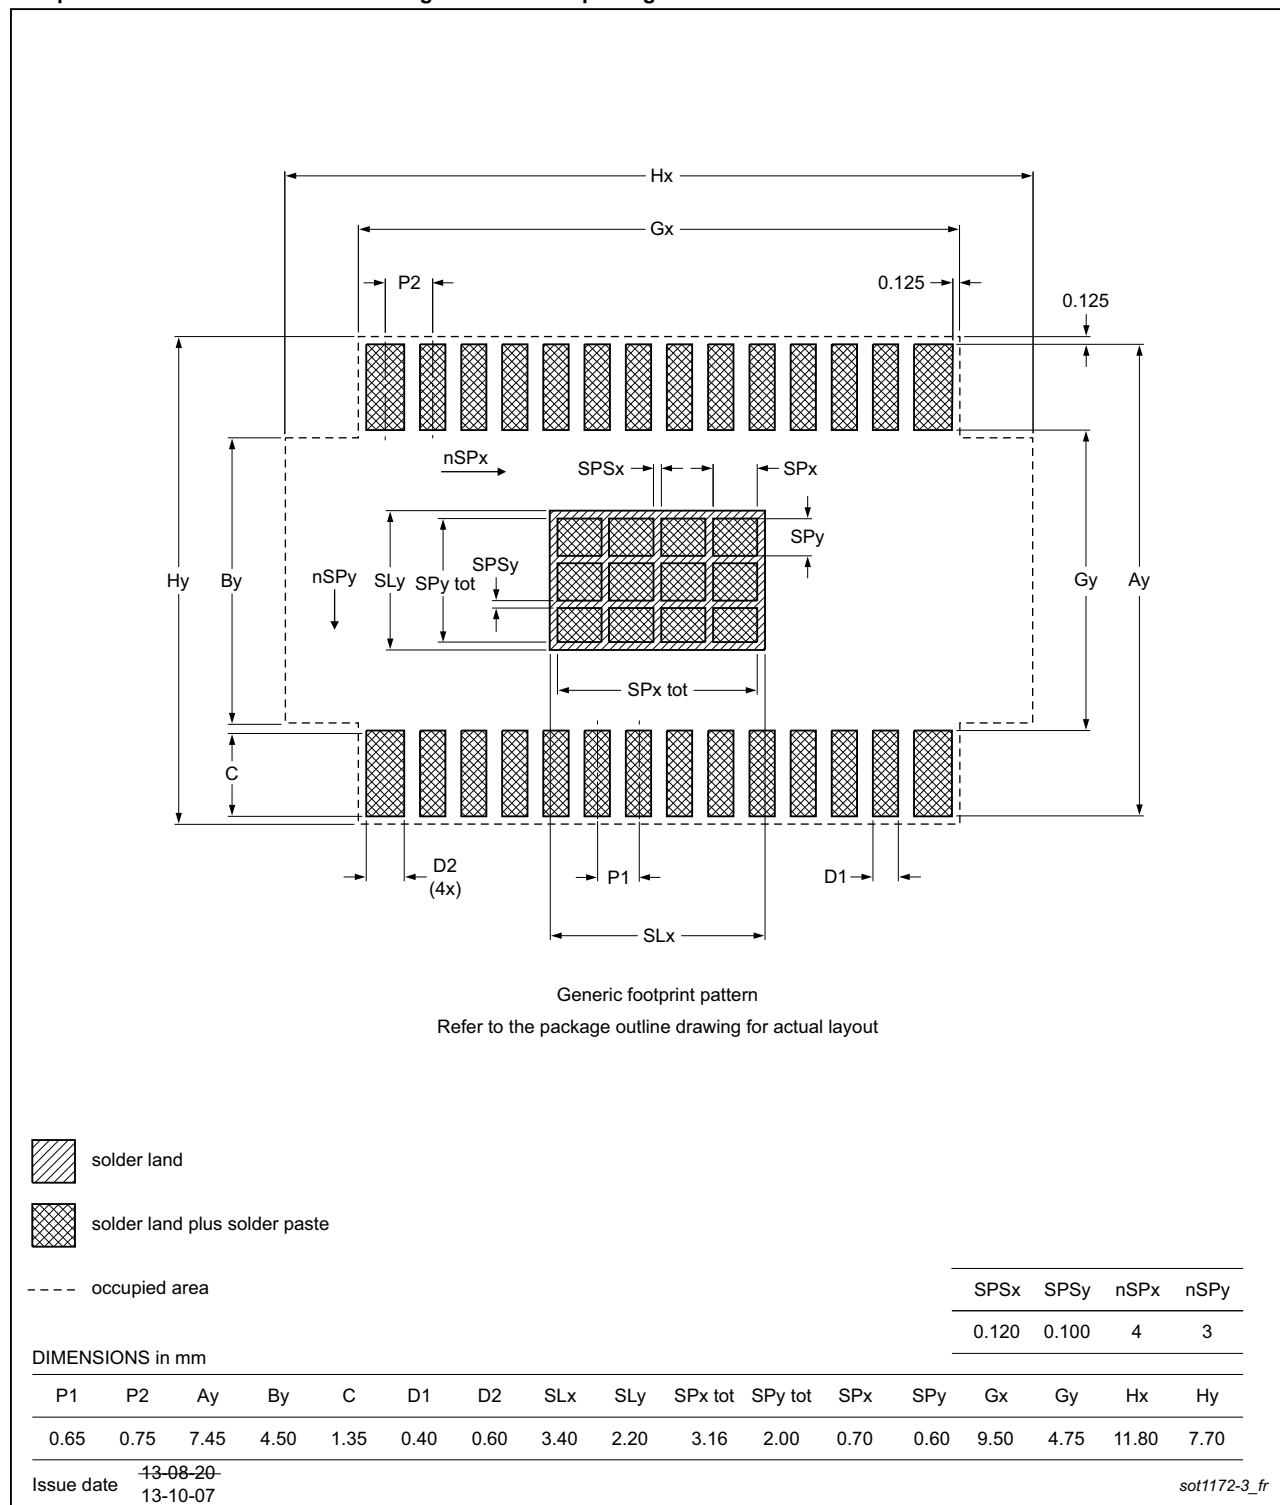 Hx
Gx
P2
0.125
0.125
nSPx
SPSx
SPx
SPy
SPSy
Hy
By
nSPy
SLy
SPy tot
Gy
Ay
SPx tot
C
D2
(4x)
P1
D1
SLx
Generic footprint pattern
Refer to the package outline drawing for actual layout
solder land
solder land plus solder paste
occupied area
SPSx SPSy nSPx nSPy
0.120 0.100 4 3
DIMENSIONS in mm
P1 P2 Ay By C D1 D2 SLx SLy SPx tot SPy tot SPx SPy Gx Gy Hx Hy
0.65 0.75 7.45 4.50 1.35 0.40 0.60 3.40 2.20 3.16 2.00 0.70 0.60 9.50 4.75 11.80 7.70
Issue date 13-08-20
13-10-07
sot1172-3_fr